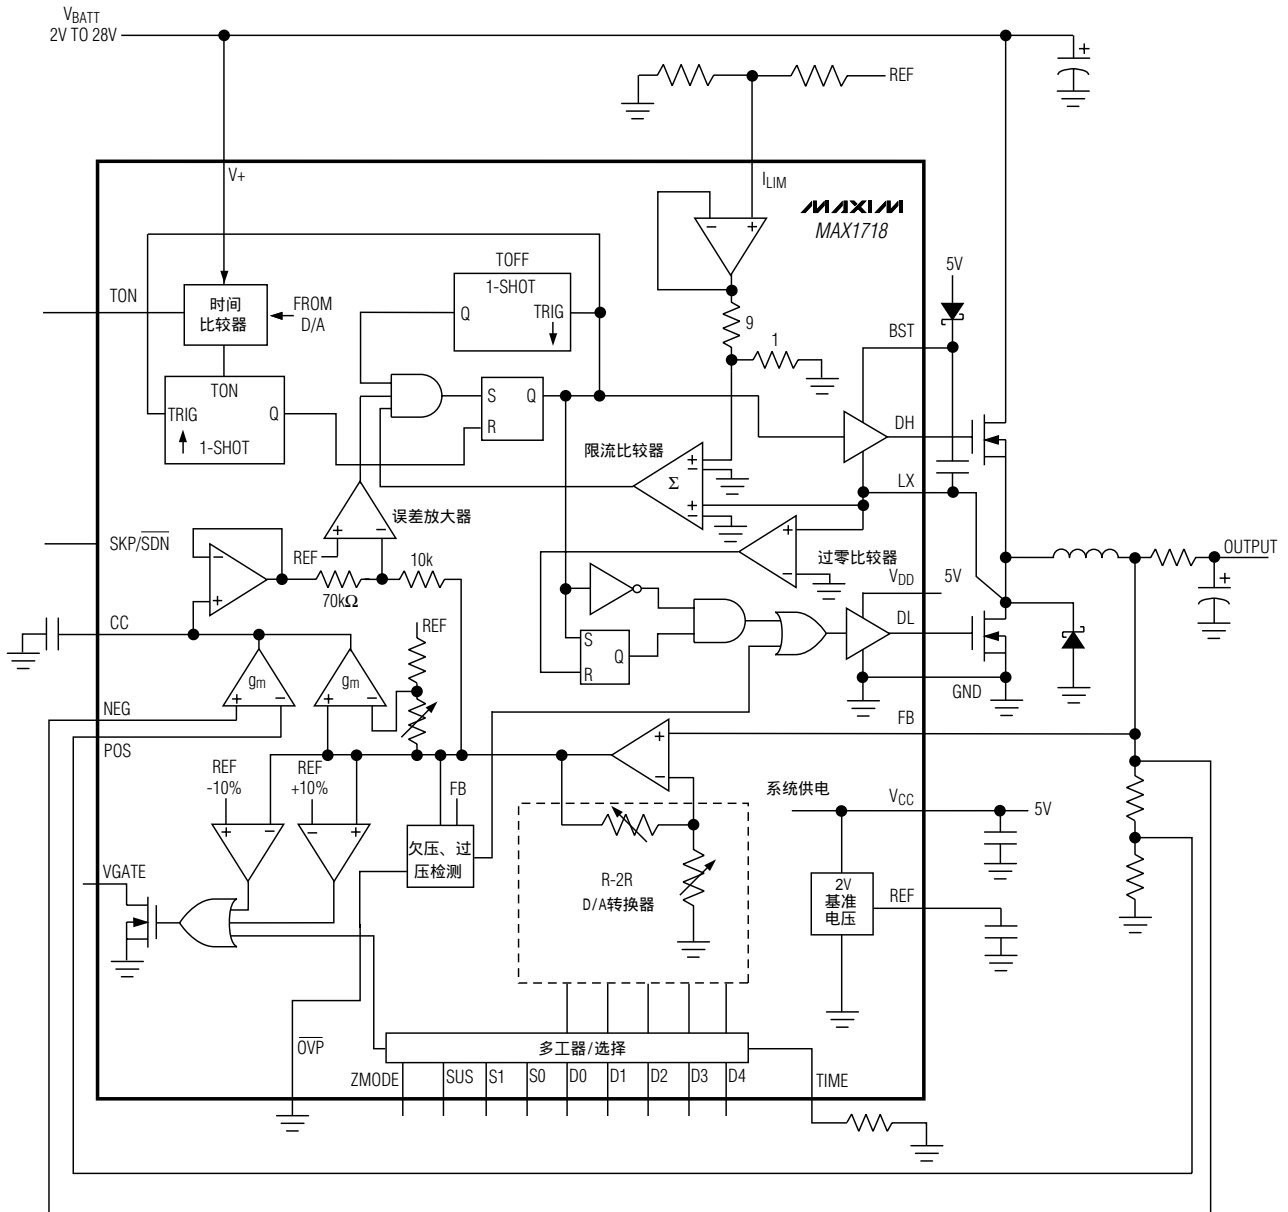 VBATT
2V TO 28V
REF
V+
ILIM
MAXIM
MAX1718
TOFF
1-SHOT
Q
TRIG
5V
TON
时间
比较器
FROM
D/A
9
1
BST
TON
TRIG
Q
1-SHOT
S
Q
R
DH
限流比较器
+
−
Σ
+
−
LX
误差放大器
+
−
REF
SKP/SDN
−
+
70kΩ
10k
过零比较器
+
−
OUTPUT
+
VDD
5V
CC
REF
S
Q
R
DL
gm
+
−
gm
+
−
GND
NEG
POS
FB
REF
-10%
REF
+10%
FB
+
−
系统供电
VCC
5V
+
−
−
+
欠压、过
压检测
VGATE
R-2R
D/A转换器
2V
基准
电压
REF
OVP
多工器/选择
ZMODE
SUS
S1
S0
D0
D1
D2
D3
D4
TIME